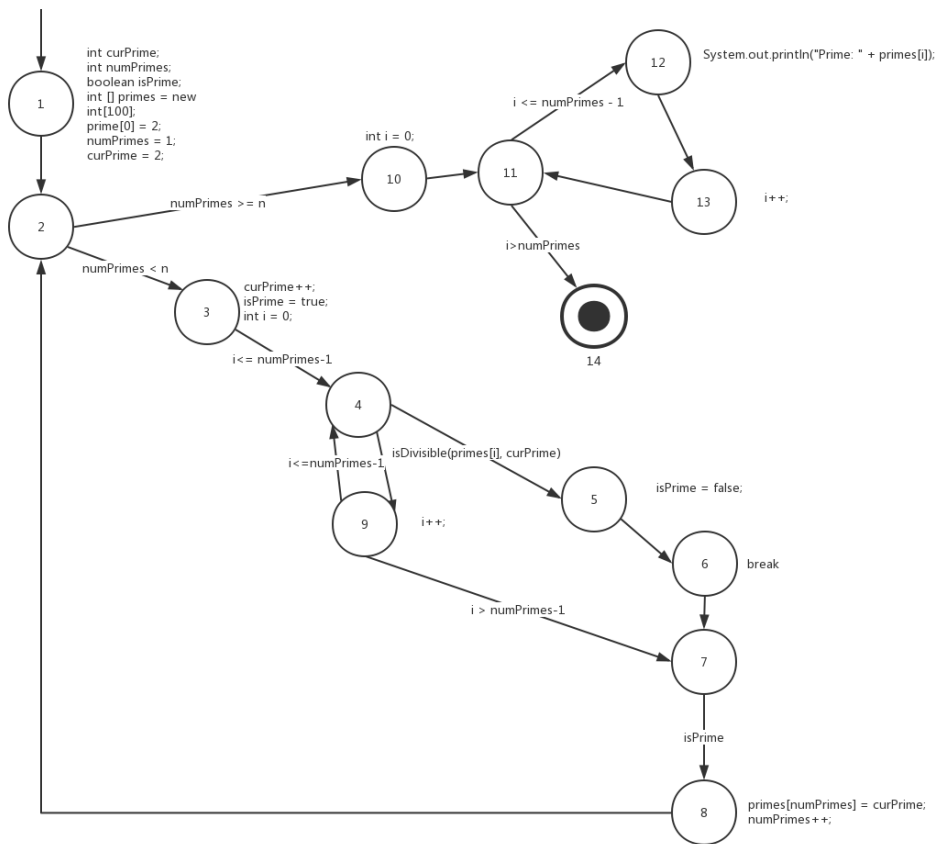 int curPrime;
int numPrimes;
boolean isPrime;
int [] primes = new
int[100];
prime[0] = 2;
numPrimes = 1;
curPrime = 2;
1
12
System.out.println("Prime: " + primes[i]);
i <= numPrimes - 1
int i = 0;
10
11
13
i++;
numPrimes >= n
2
i>numPrimes
numPrimes < n
3
curPrime++;
isPrime = true;
int i = 0;
14
i<= numPrimes-1
4
i<=numPrimes-1
isDivisible(primes[i], curPrime)
5
isPrime = false;
9
i++;
6
break
i > numPrimes-1
7
isPrime
8
primes[numPrimes] = curPrime;
numPrimes++;